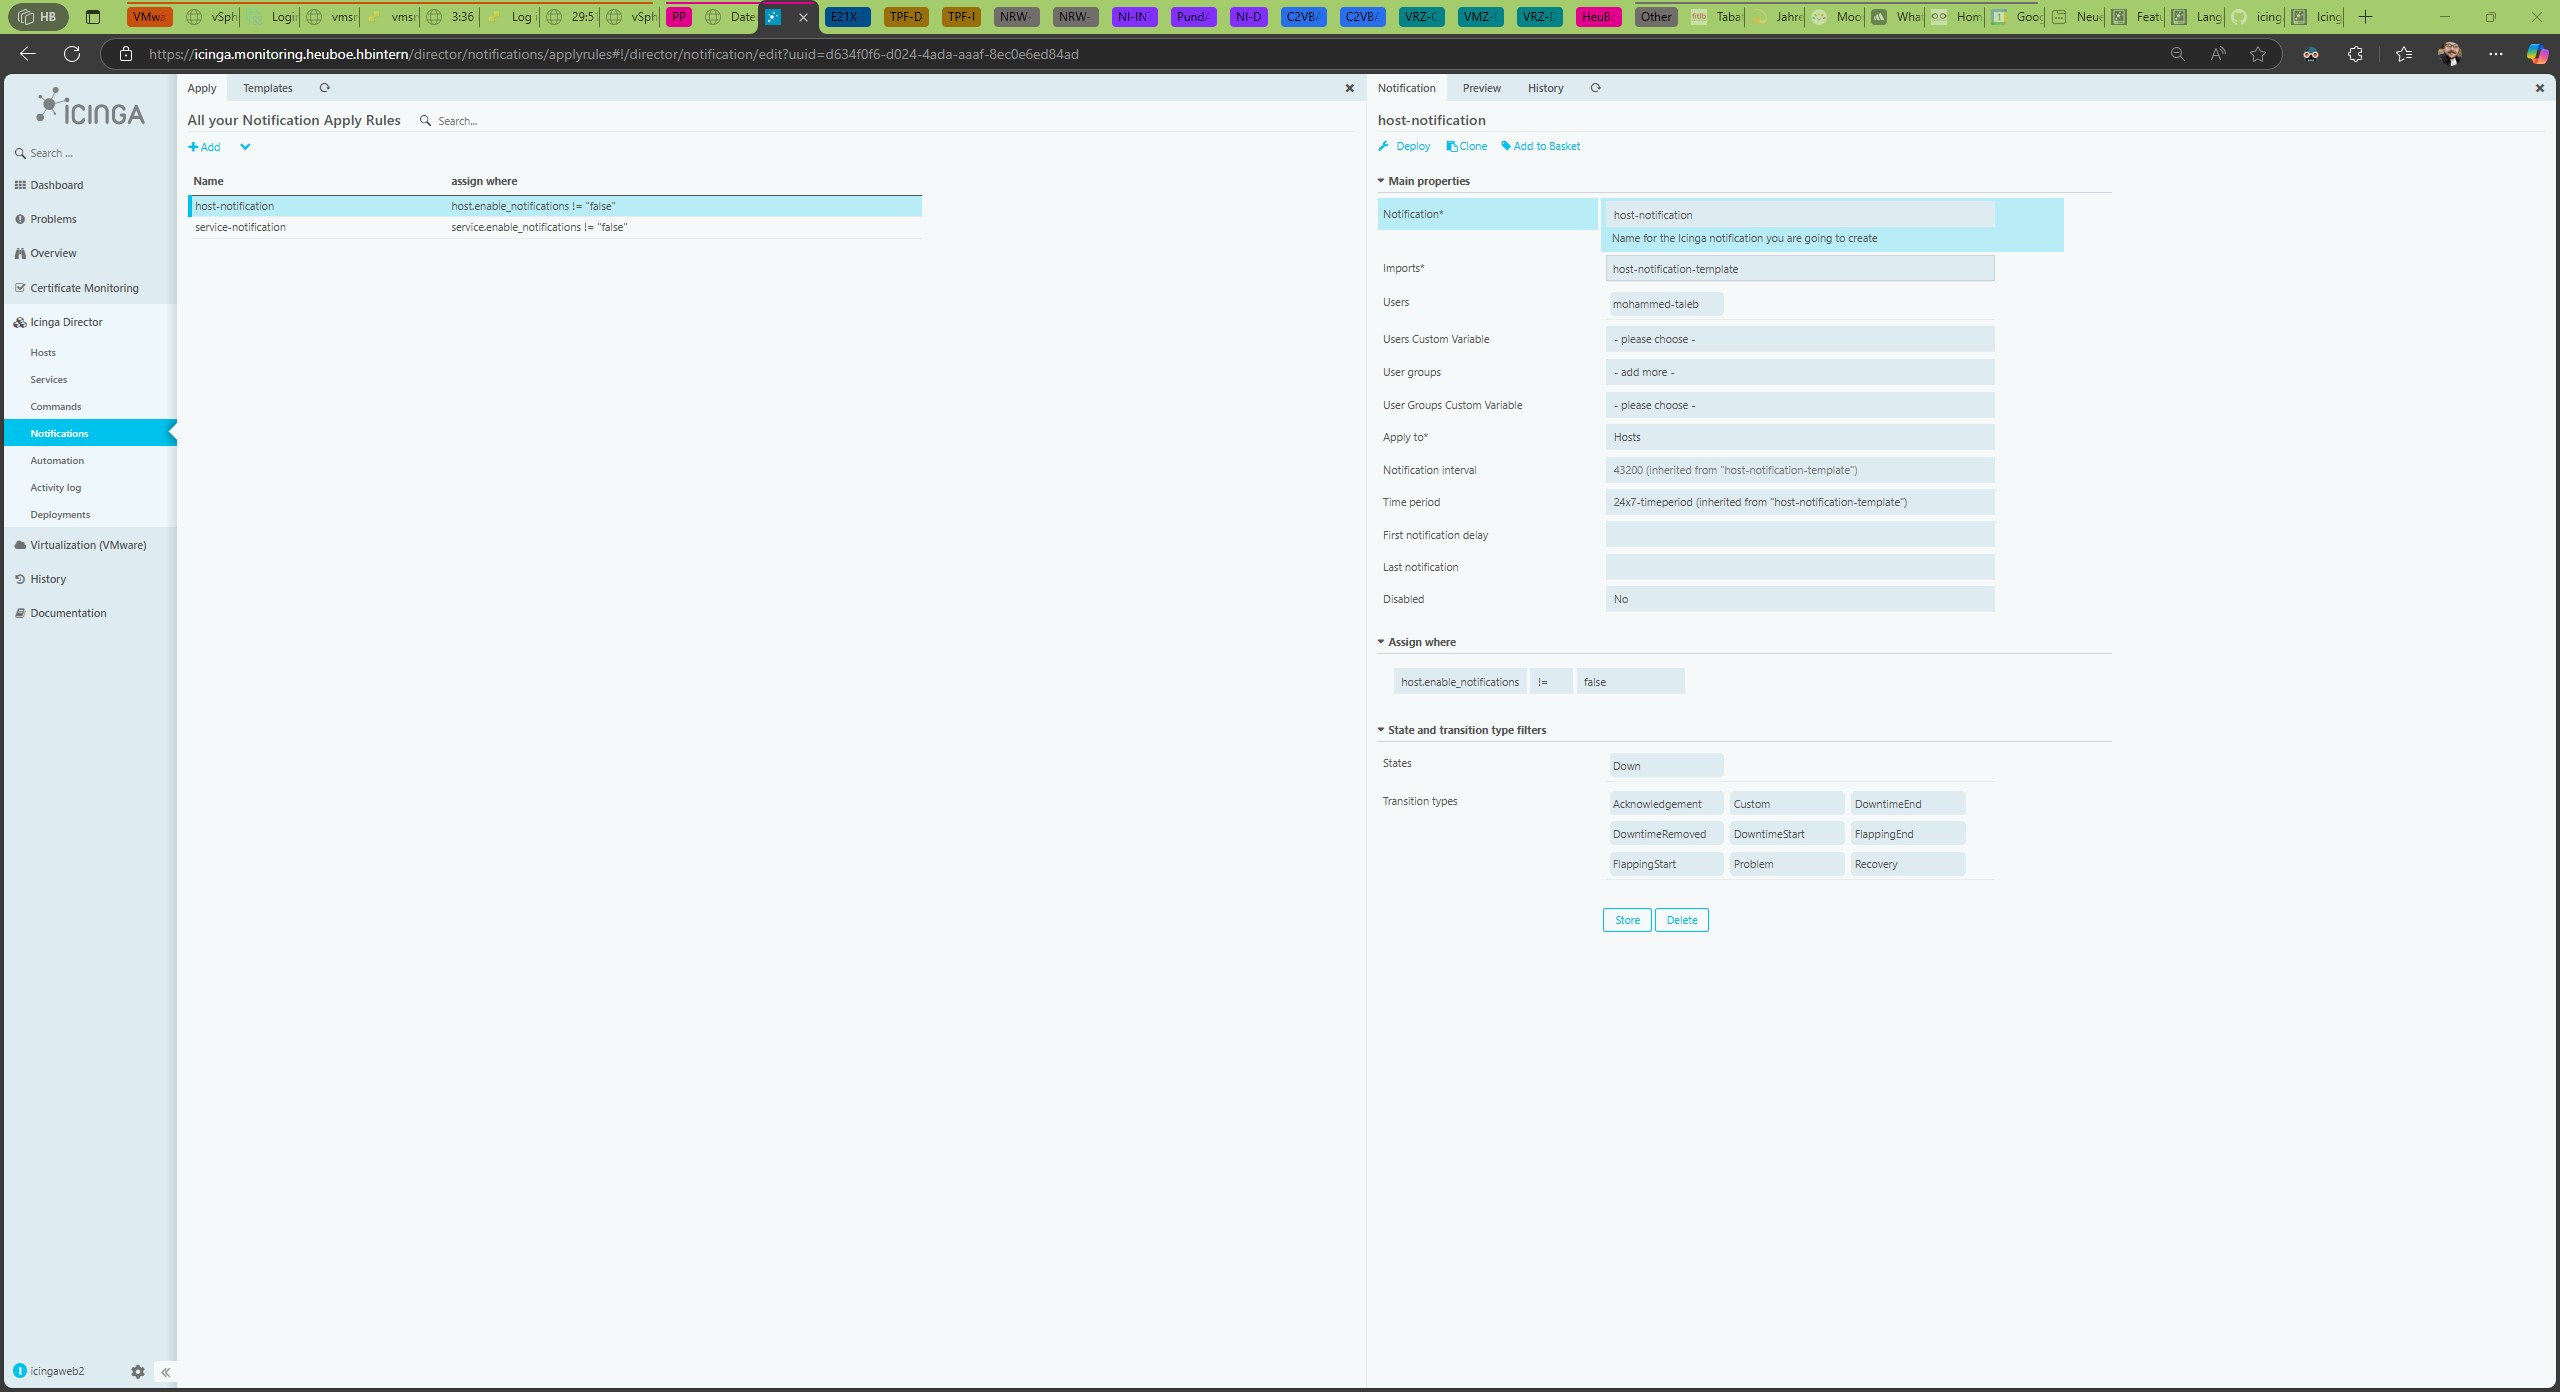 HB
VMwa
vSph
Logi
vmsr
vmsr
3:36
Log i
29:5
vSph
PP
Date
E21X-
TPF-D
TPF-I
NRW-
NRW-
NI-IN
Pund
NI-D
C2VB
C2VB
VRZ-C
VMZ-
VRZ-D
HeuB
Other
Taba
Jahre
Moo
Wha
Hom
Goo
Neu
Feat
Lang
icing
Icing
https://icinga.monitoring.heuboe.hbintern/director/notifications/applyrules#!/director/notification/edit?uuid=d634f0f6-d024-4ada-aaaf-8ec0e6ed84ad
ICINGA
Search ...
Dashboard
Problems
Overview
Certificate Monitoring
Icinga Director
Hosts
Services
Commands
Notifications
Automation
Activity log
Deployments
Virtualization (VMware)
History
Documentation
icingaweb2
Apply Templates
All your Notification Apply Rules Search...
Add
Name assign where
host-notification host.enable_notifications != "false"
service-notification service.enable_notifications != "false"
Notification Preview History
host-notification
Deploy Clone Add to Basket
Main properties
Notification* host-notification
Name for the Icinga notification you are going to create
Imports* host-notification-template
Users mohammed-taleb
Users Custom Variable - please choose -
User groups - add more -
User Groups Custom Variable - please choose -
Apply to* Hosts
Notification interval 43200 (inherited from "host-notification-template")
Time period 24x7-timeperiod (inherited from "host-notification-template")
First notification delay
Last notification
Disabled No
Assign where
host.enable_notifications != false
State and transition type filters
States Down
Transition types Acknowledgement Custom DowntimeEnd
DowntimeRemoved DowntimeStart FlappingEnd
FlappingStart Problem Recovery
Store Delete